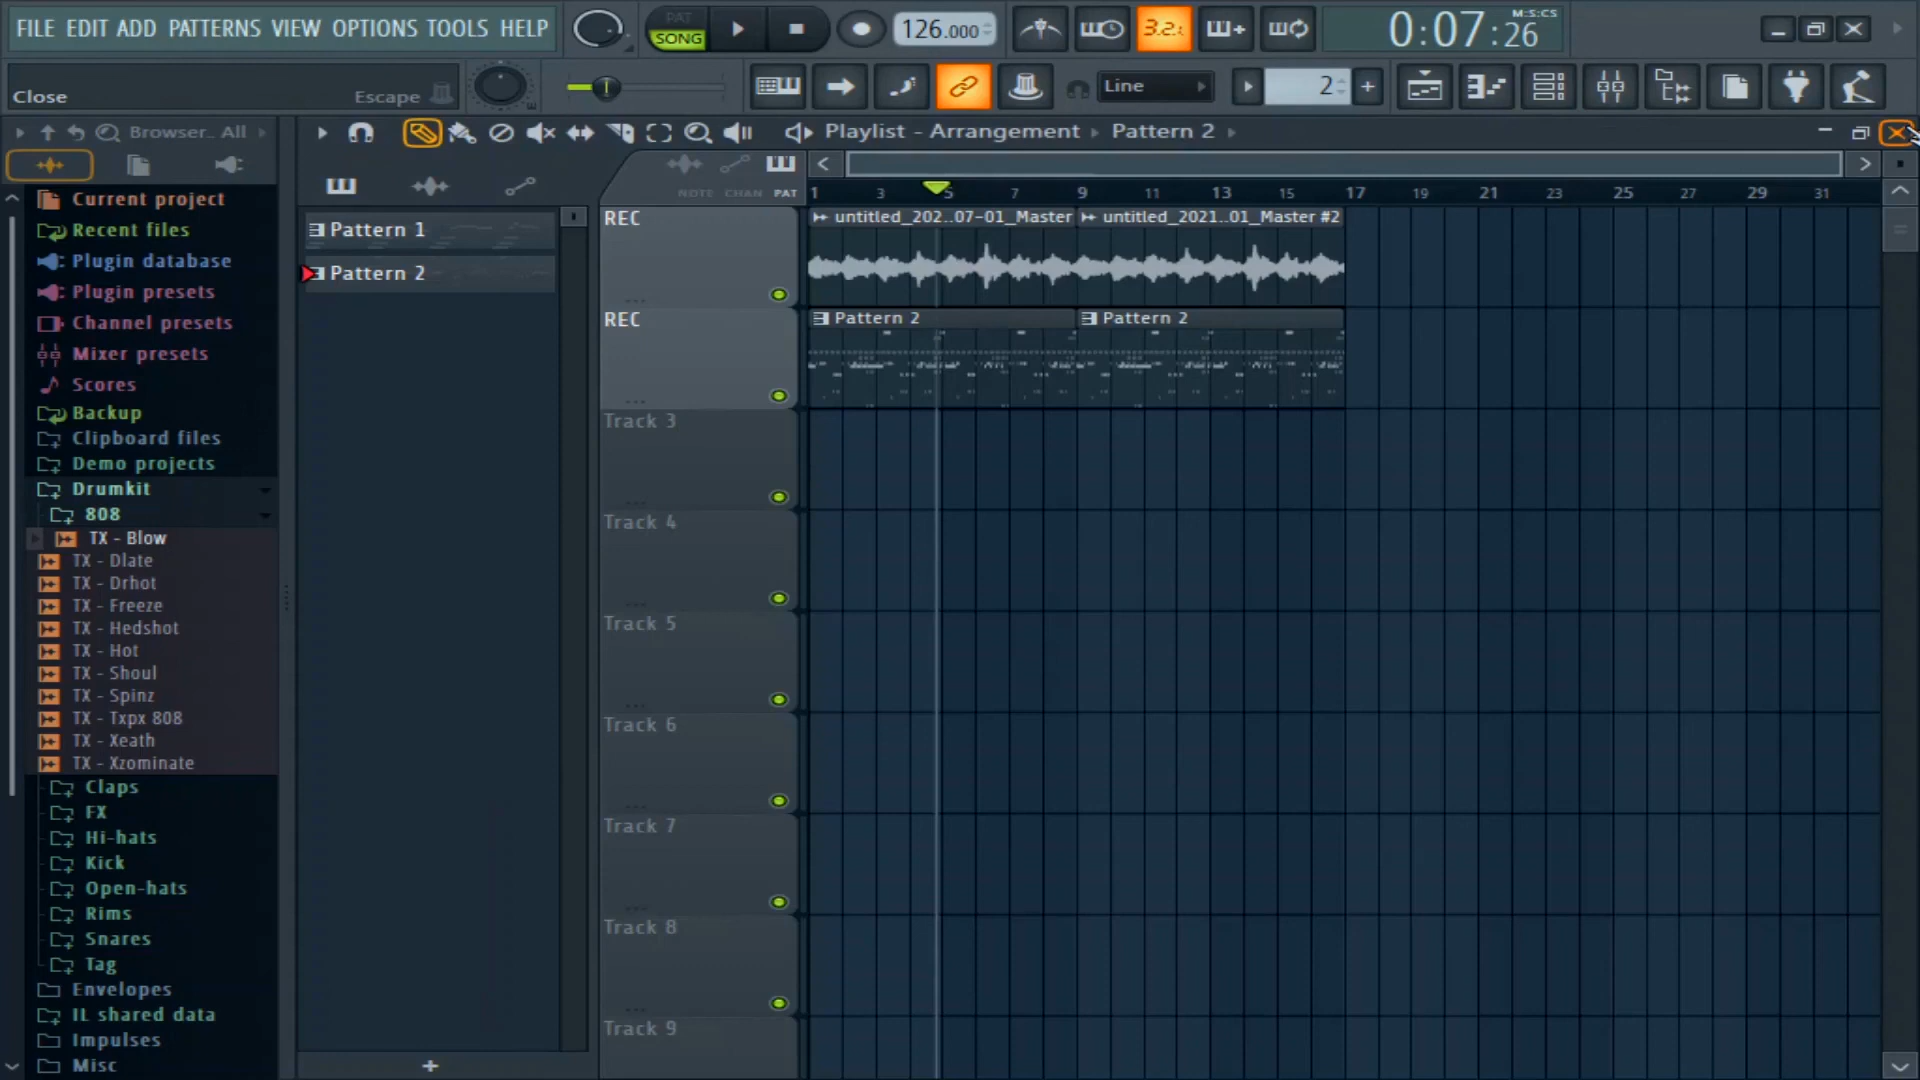 FILE EDIT ADD PATTERNS VIEW OPTIONS TOOLS HELP
PAT
SONG
126.000
3.2.
M:S:CS
0:07:26
Close
Escape
Line
2
Browser.. All
Playlist - Arrangement
Pattern 2
Current project
Recent files
Plugin database
Plugin presets
Channel presets
Mixer presets
Scores
Backup
Clipboard files
Demo projects
Drumkit
808
TX - Blow
TX - Dlate
TX - Drhot
TX - Freeze
TX - Hedshot
TX - Hot
TX - Shoul
TX - Spinz
TX - Txpx 808
TX - Xeath
TX - Xzominate
Claps
FX
Hi-hats
Kick
Open-hats
Rims
Snares
Tag
Envelopes
IL shared data
Impulses
Misc
Pattern 1
Pattern 2
NOTE CHAN PAT
1 3 5 7 9 11 13 15 17 19 21 23 25 27 29 31
REC
untitled_202..07-01_Master
untitled_2021..01_Master #2
REC
Pattern 2
Pattern 2
Track 3
Track 4
Track 5
Track 6
Track 7
Track 8
Track 9